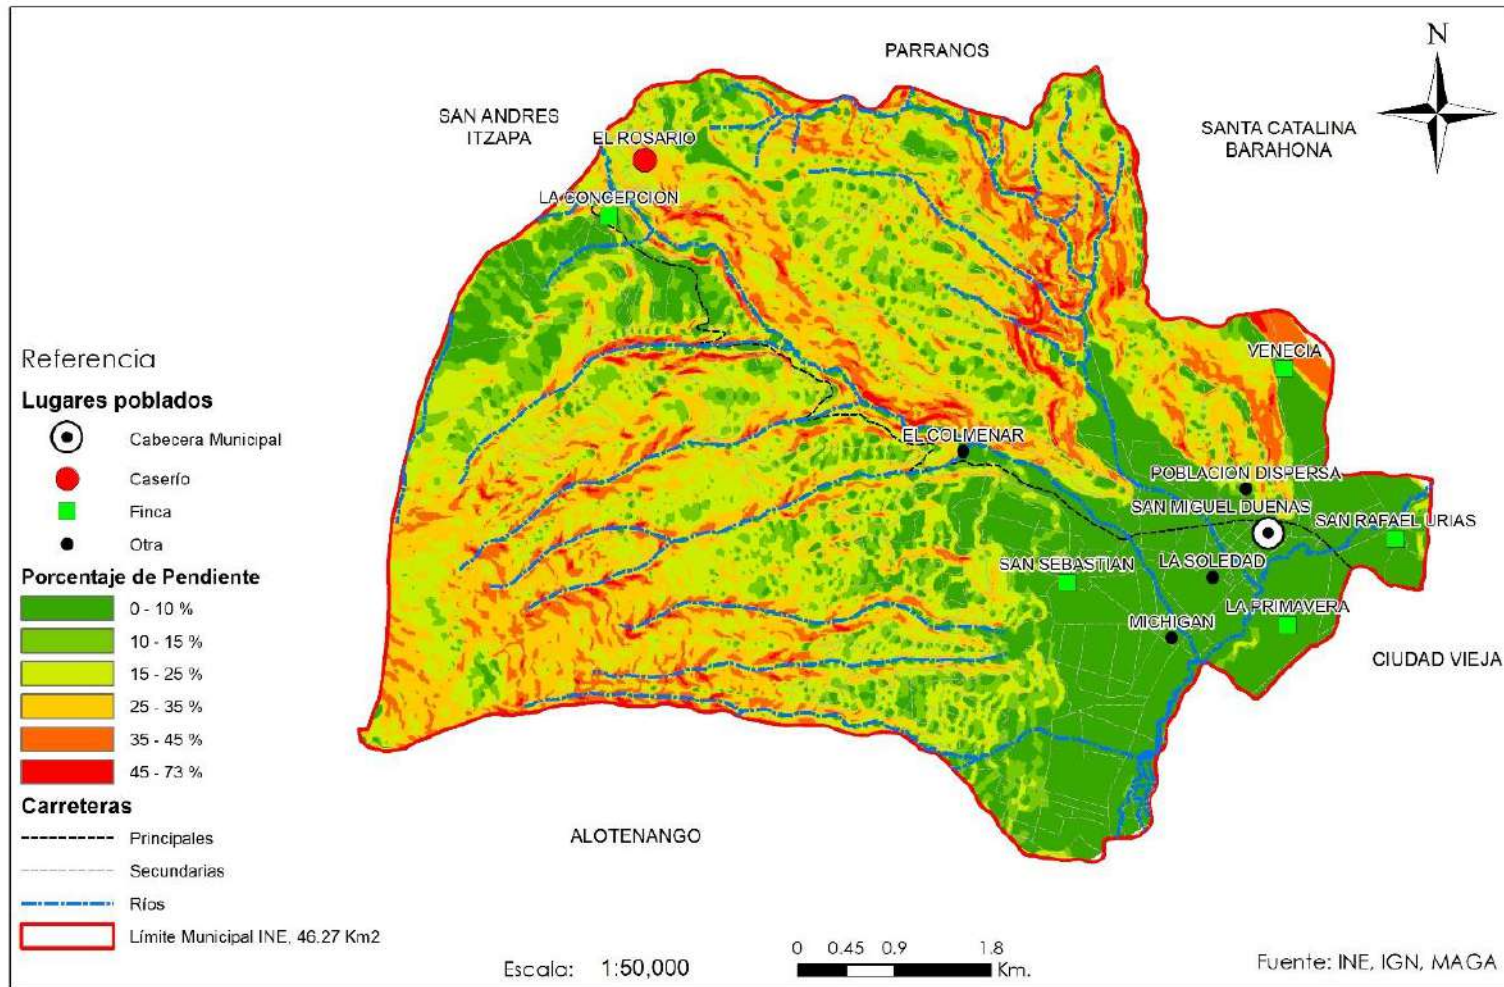 PARRANOS
N
SAN ANDRES
ITZAPA
SANTA CATALINA
BARAHONA
EL ROSARIO
LA CONCEPCION
VENECIA
EL COLMENAR
POBLACION DISPERSA
SAN MIGUEL DUEÑAS
SAN RAFAEL URIAS
SAN SEBASTIAN
LA SOLEDAD
LA PRIMAVERA
MICHIGAN
CIUDAD VIEJA
ALOTENANGO
Referencia
Lugares poblados
Cabecera Municipal
Caserío
Finca
Otra
Porcentaje de Pendiente
0 - 10 %
10 - 15 %
15 - 25 %
25 - 35 %
35 - 45 %
45 - 73 %
Carreteras
Principales
Secundarias
Ríos
Límite Municipal INE, 46.27 Km2
Escala: 1:50,000
0 0.45 0.9 1.8
Km.
Fuente: INE, IGN, MAGA